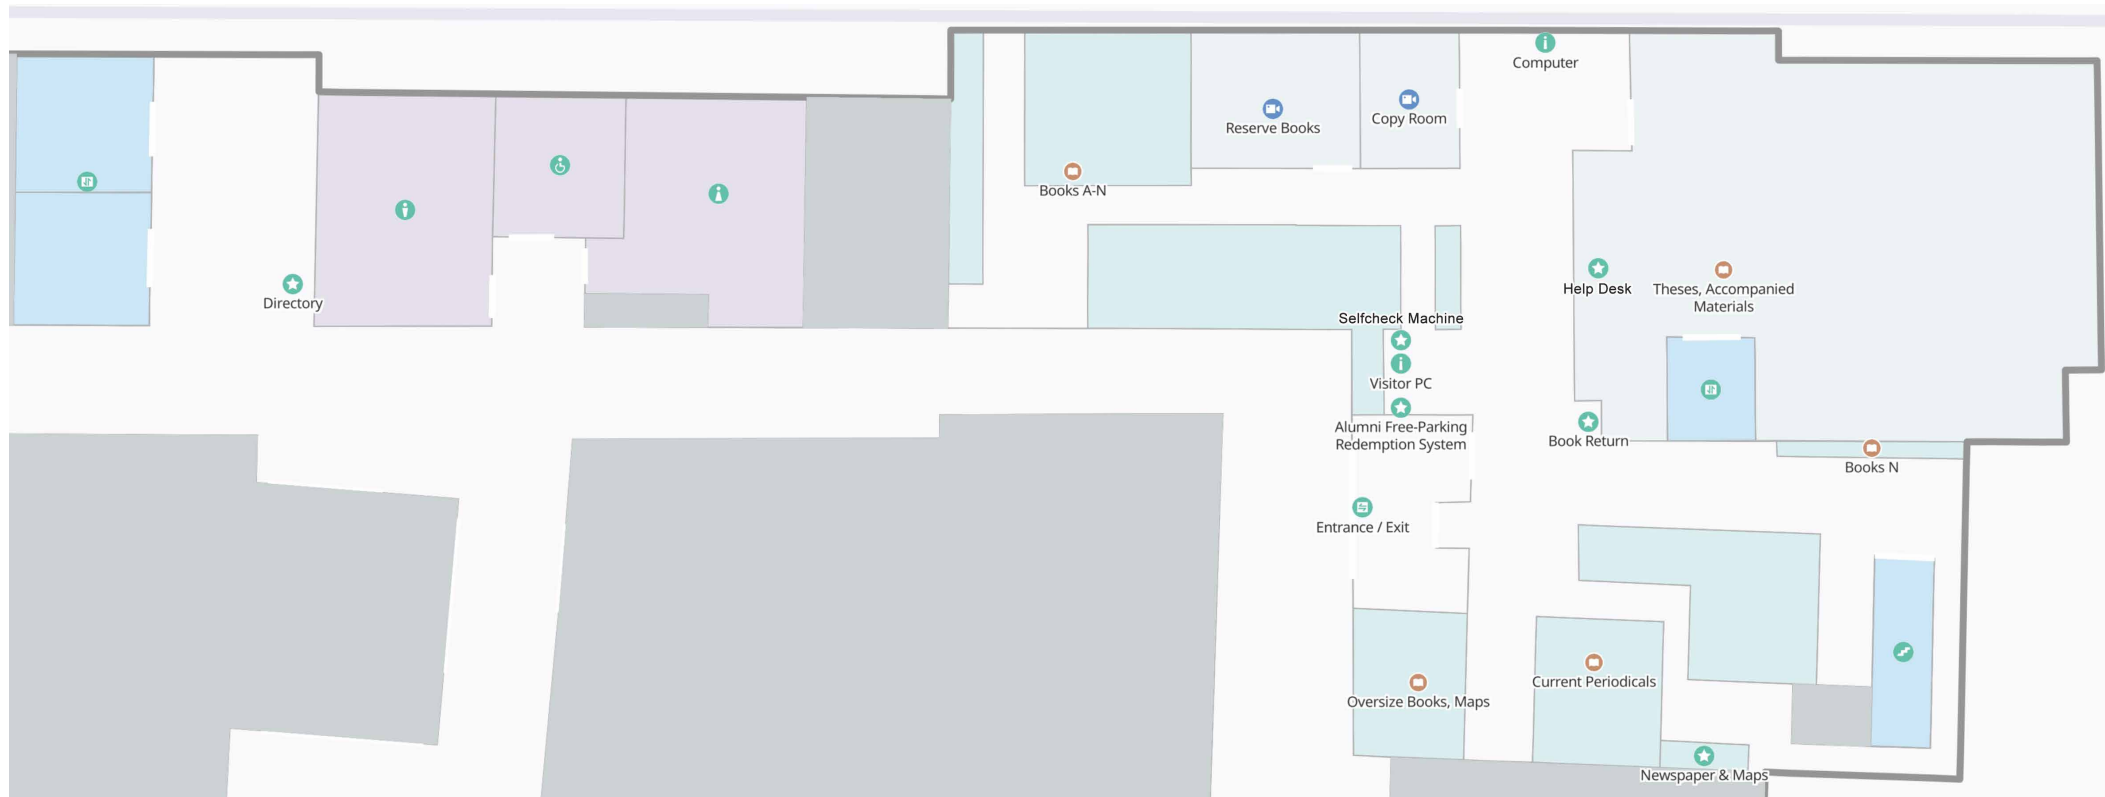 Computer
Reserve Books
Copy Room
Books A-N
Directory
Help Desk
Theses, Accompanied
Materials
Selfcheck Machine
Visitor PC
Alumni Free-Parking
Redemption System
Book Return
Books N
Entrance / Exit
Oversize Books, Maps
Current Periodicals
Newspaper & Maps